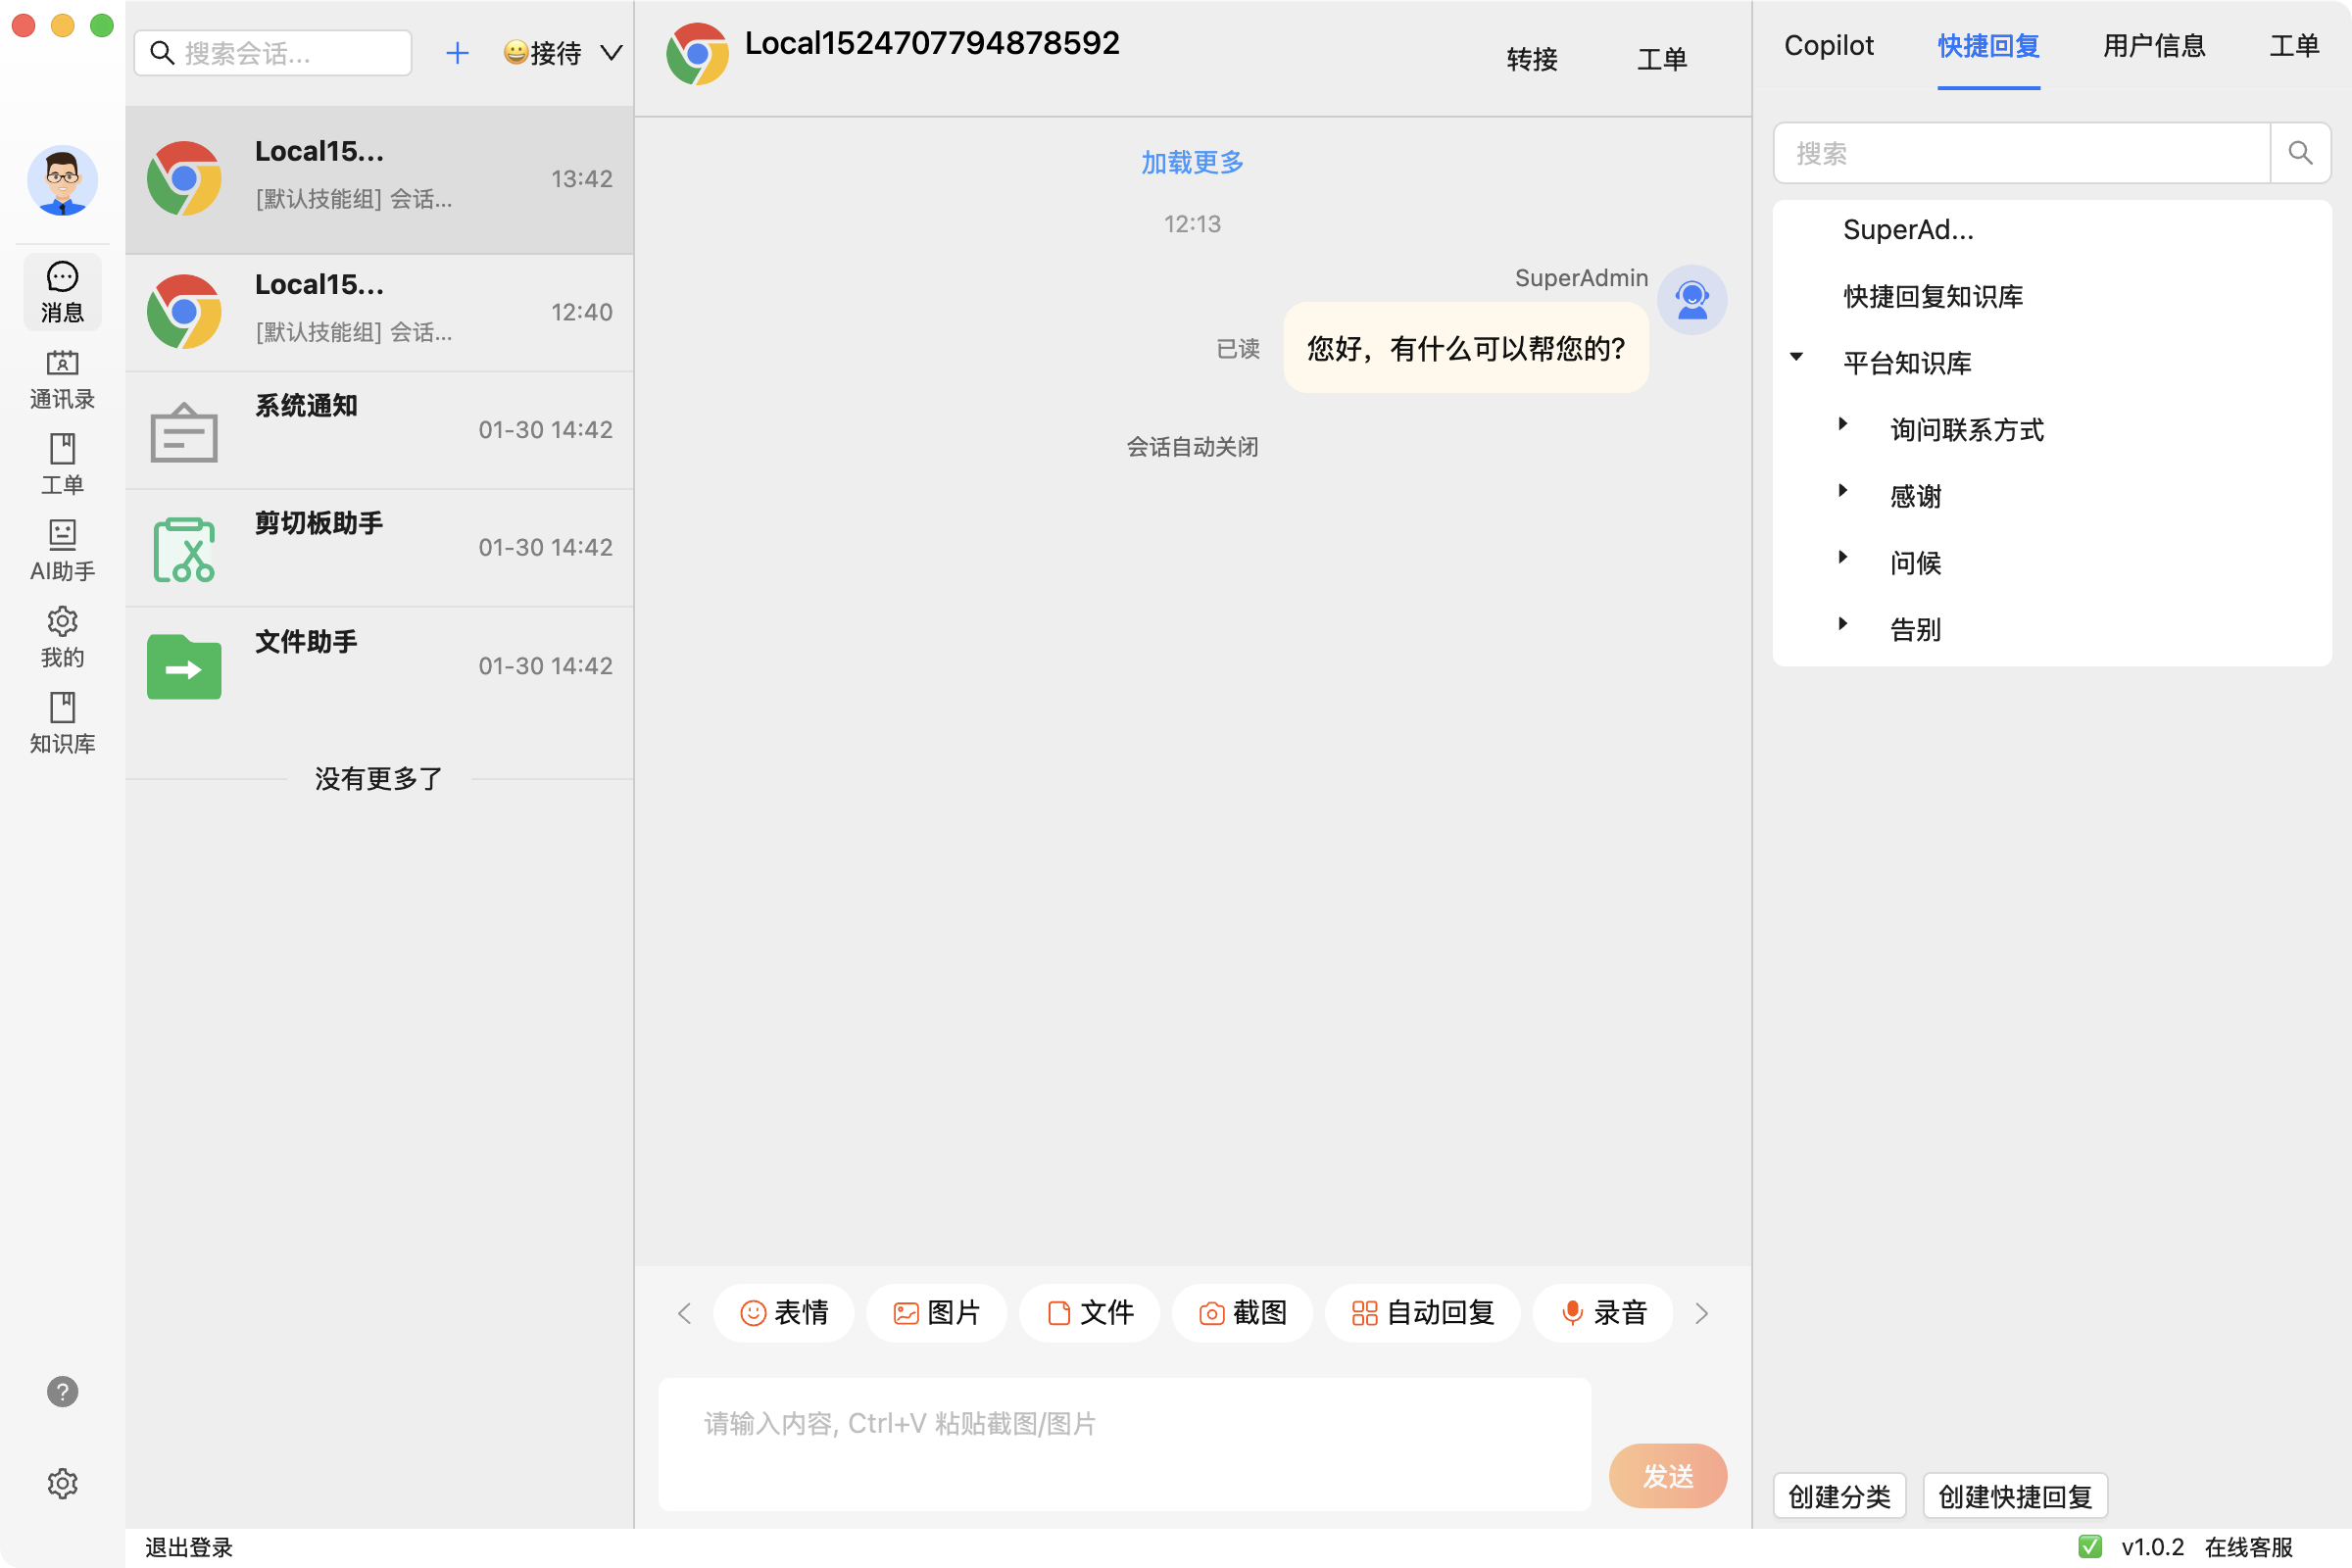 搜索会话...
😀接待
消息
通讯录
工单
AI助手
我的
知识库
Local15...
[默认技能组] 会话...
13:42
Local15...
[默认技能组] 会话...
12:40
系统通知
01-30 14:42
剪切板助手
01-30 14:42
文件助手
01-30 14:42
没有更多了
Local1524707794878592
转接
工单
加载更多
12:13
SuperAdmin
已读
您好，有什么可以帮您的?
会话自动关闭
表情
图片
文件
截图
自动回复
录音
请输入内容, Ctrl+V 粘贴截图/图片
发送
Copilot
快捷回复
用户信息
工单
搜索
SuperAd...
快捷回复知识库
平台知识库
询问联系方式
感谢
问候
告别
创建分类
创建快捷回复
退出登录
✅ v1.0.2 在线客服